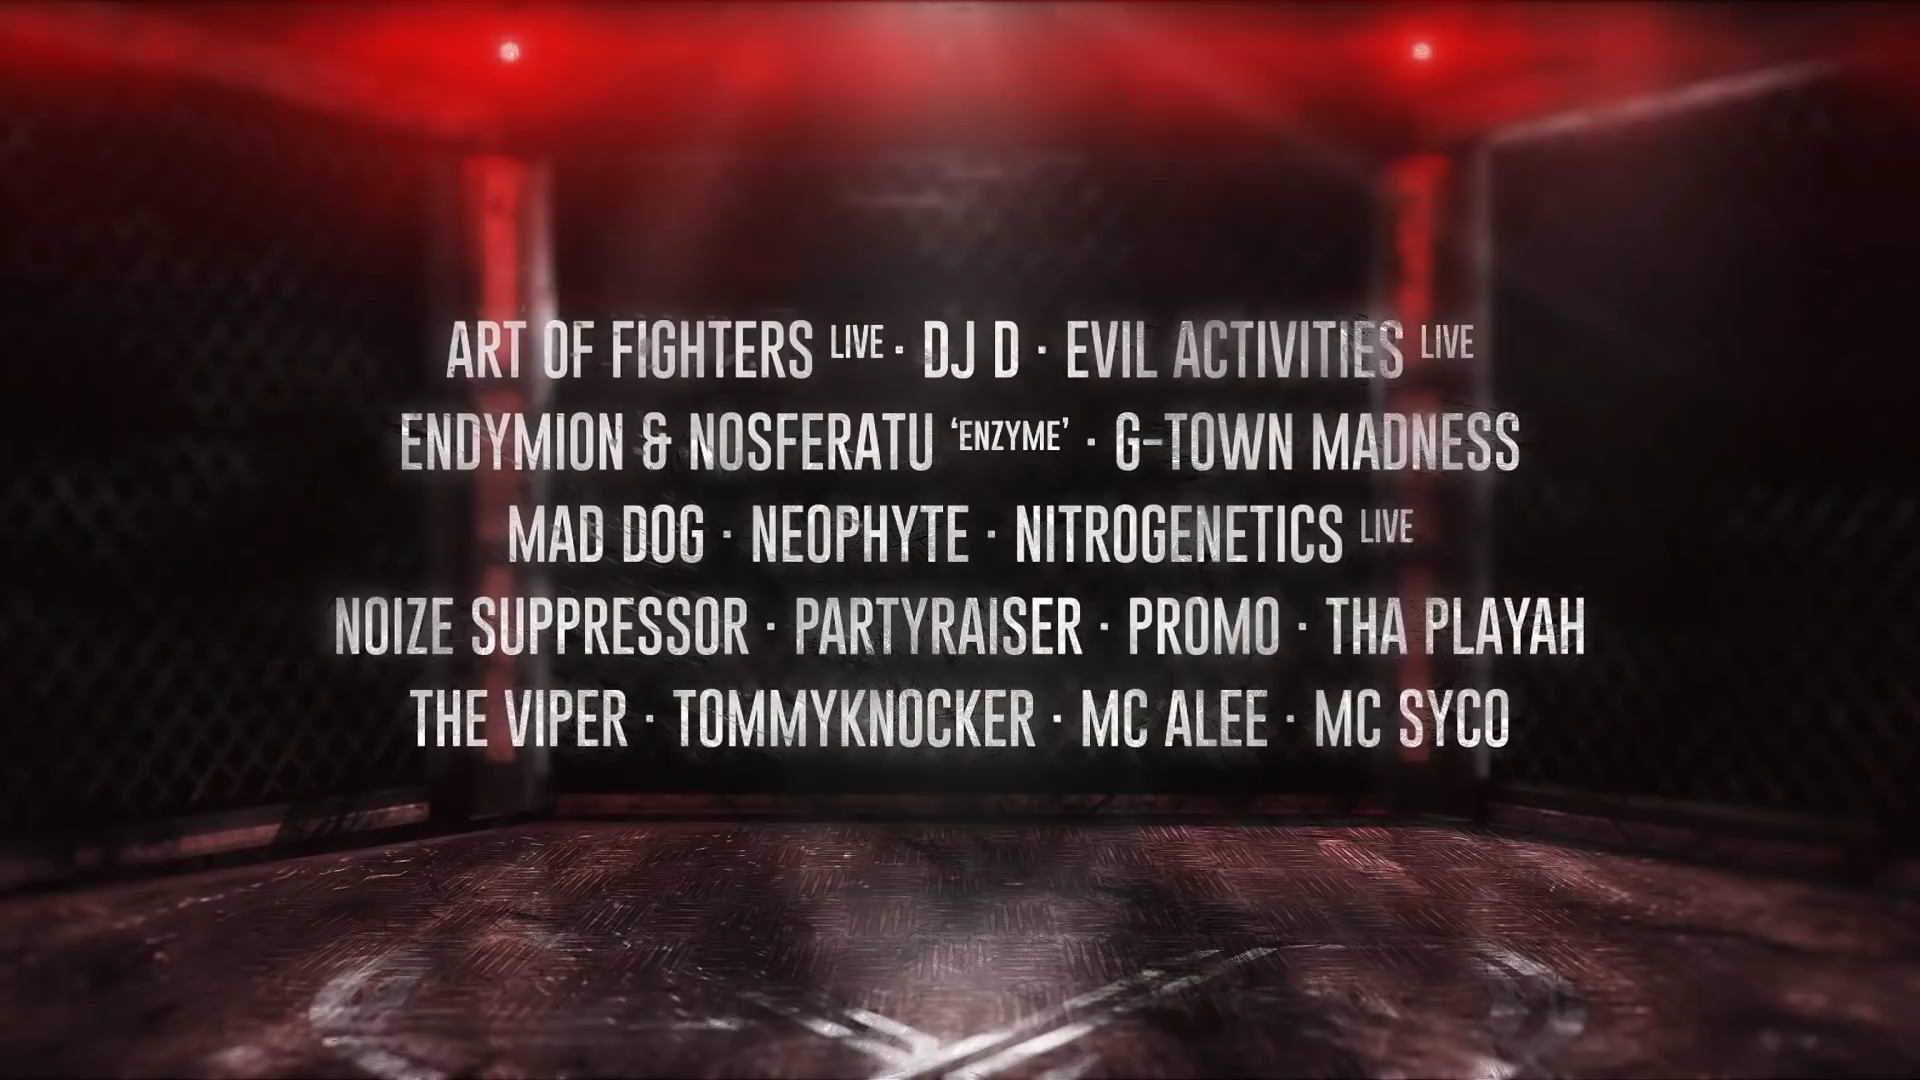 ART OF FIGHTERS LIVE · DJ D · EVIL ACTIVITIES LIVE
ENDYMION & NOSFERATU ‘ENZYME’ · G-TOWN MADNESS
MAD DOG · NEOPHYTE · NITROGENETICS LIVE
NOIZE SUPPRESSOR · PARTYRAISER · PROMO · THA PLAYAH
THE VIPER · TOMMYKNOCKER · MC ALEE · MC SYCO